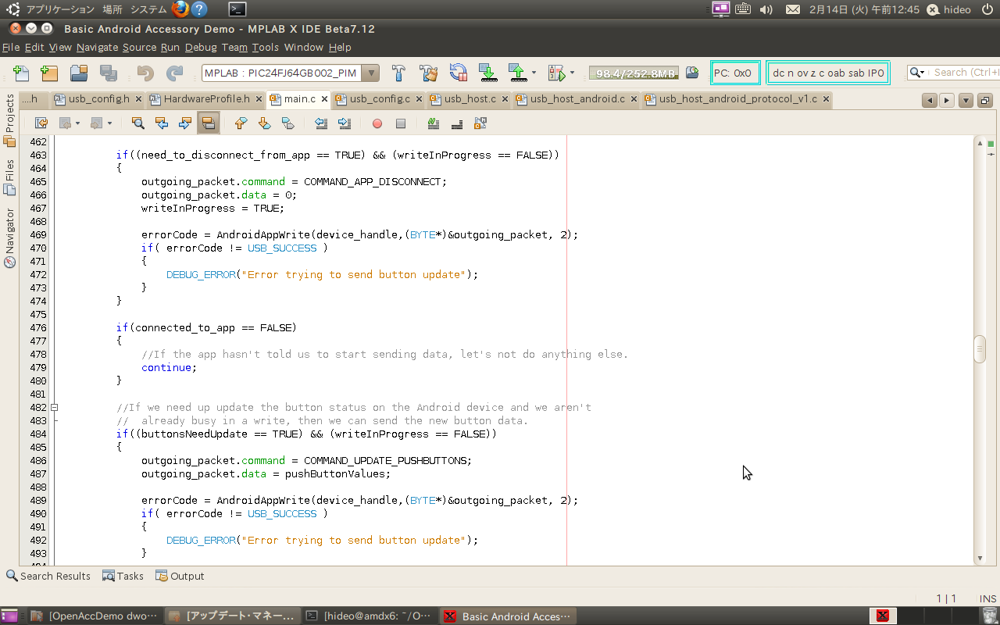 アプリケーション 場所 システム 2月14日 (火) 午前12:45 hideo
Basic Android Accessory Demo - MPLAB X IDE Beta7.12
File Edit View Navigate Source Run Debug Team Tools Window Help
MPLAB : PIC24FJ64GB002_PIM 98.4/252.8MB PC: 0x0 dc n ov z c oab sab IP0 Search (Ctrl+I
....h usb_config.h HardwareProfile.h main.c usb_config.c usb_host.c usb_host_android.c usb_host_android_protocol_v1.c
Projects
Files
Navigator
462
463 if((need_to_disconnect_from_app == TRUE) && (writeInProgress == FALSE))
464 {
465 outgoing_packet.command = COMMAND_APP_DISCONNECT;
466 outgoing_packet.data = 0;
467 writeInProgress = TRUE;
468
469 errorCode = AndroidAppWrite(device_handle,(BYTE*)&outgoing_packet, 2);
470 if( errorCode != USB_SUCCESS )
471 {
472 DEBUG_ERROR("Error trying to send button update");
473 }
474 }
475
476 if(connected_to_app == FALSE)
477 {
478 //If the app hasn't told us to start sending data, let's not do anything else.
479 continue;
480 }
481
482 //If we need up update the button status on the Android device and we aren't
483 // already busy in a write, then we can send the new button data.
484 if((buttonsNeedUpdate == TRUE) && (writeInProgress == FALSE))
485 {
486 outgoing_packet.command = COMMAND_UPDATE_PUSHBUTTONS;
487 outgoing_packet.data = pushButtonValues;
488
489 errorCode = AndroidAppWrite(device_handle,(BYTE*)&outgoing_packet, 2);
490 if( errorCode != USB_SUCCESS )
491 {
492 DEBUG_ERROR("Error trying to send button update");
493 }
Search Results Tasks Output
1 | 1 INS
[OpenAccDemo dwo... [アップデート・マネー... [hideo@amdx6: ~/O... Basic Android Acces...